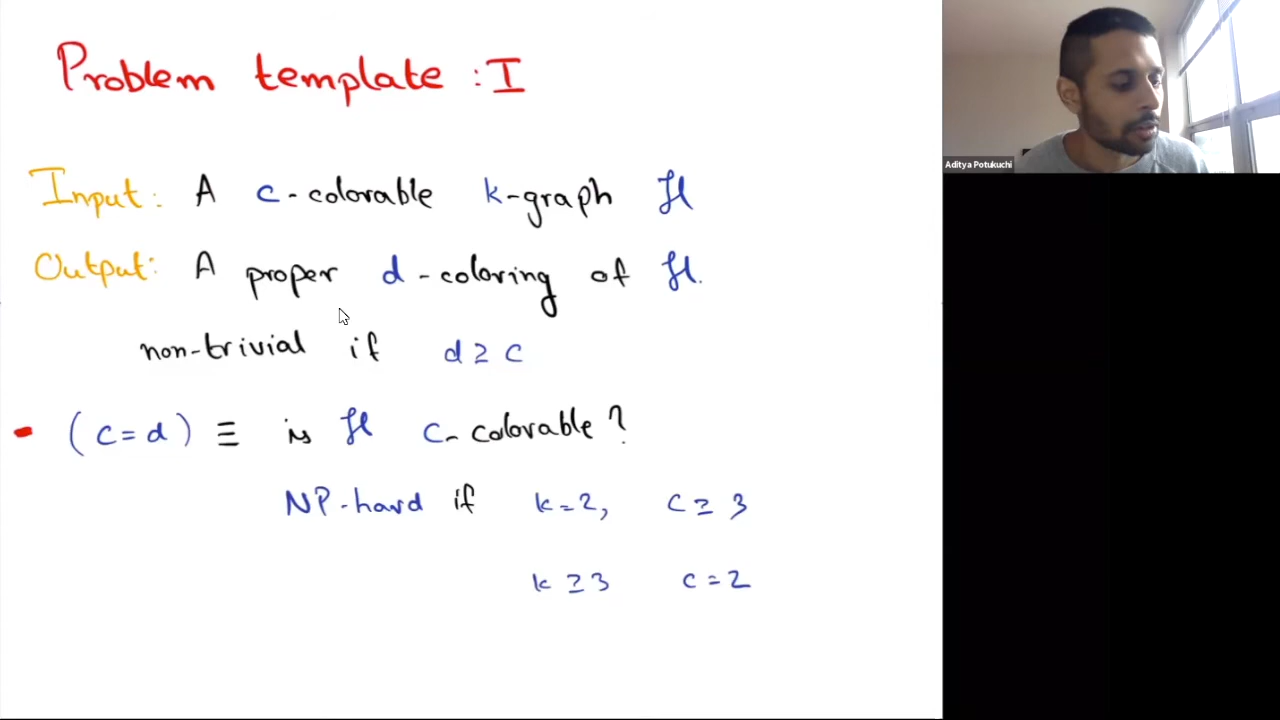 Problem template : I
Input: A c-colorable k-graph H
Output: A proper d-coloring of H.
non-trivial if d ≥ c
- (c=d) ≡ is H c-colorable?
NP-hard if k=2, c ≥ 3
k ≥ 3 c=2
Aditya Potukuchi